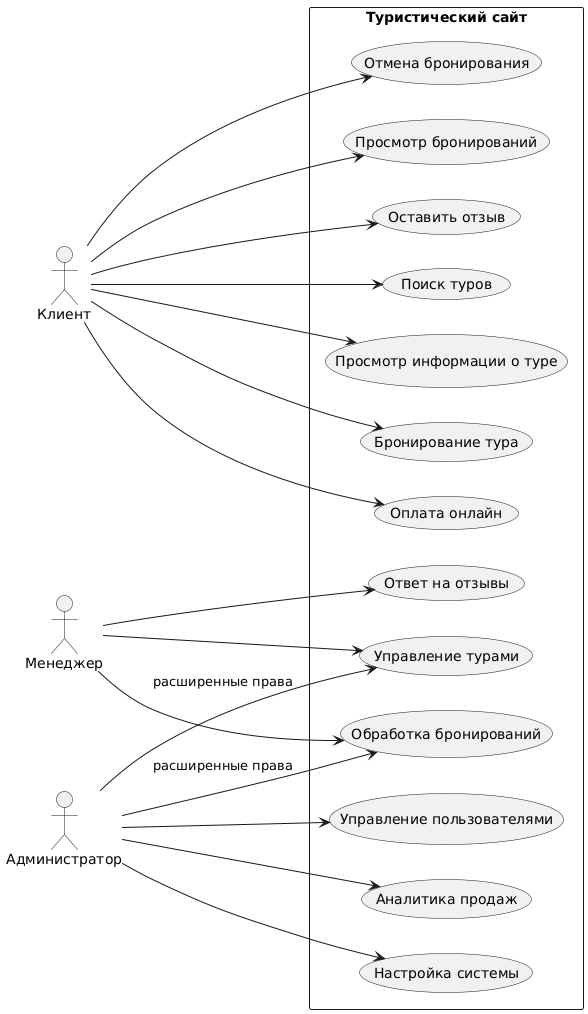 Туристический сайт
Отмена бронирования
Просмотр бронирований
Оставить отзыв
Поиск туров
Клиент
Просмотр информации о туре
Бронирование тура
Оплата онлайн
Ответ на отзывы
Управление турами
Менеджер
расширенные права
Обработка бронирований
расширенные права
Управление пользователями
Администратор
Аналитика продаж
Настройка системы